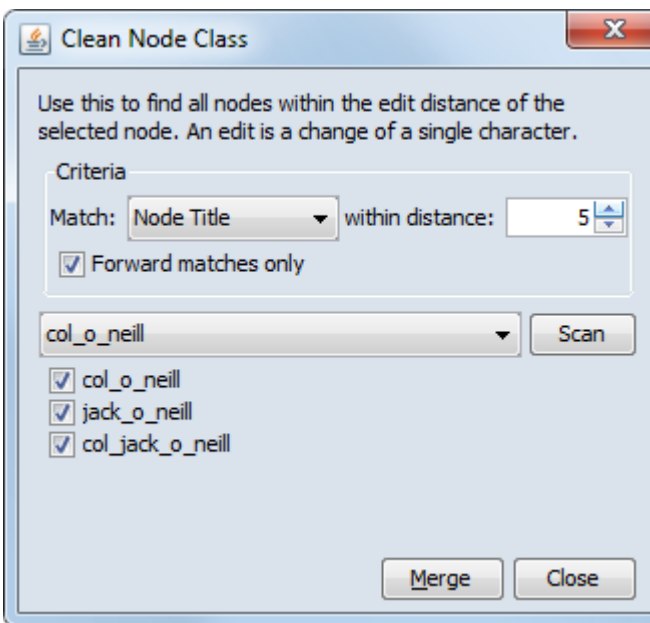 Clean Node Class
Use this to find all nodes within the edit distance of the
selected node. An edit is a change of a single character.
Criteria
Match: Node Title within distance: 5
Forward matches only
col_o_neill Scan
col_o_neill
jack_o_neill
col_jack_o_neill
Merge Close